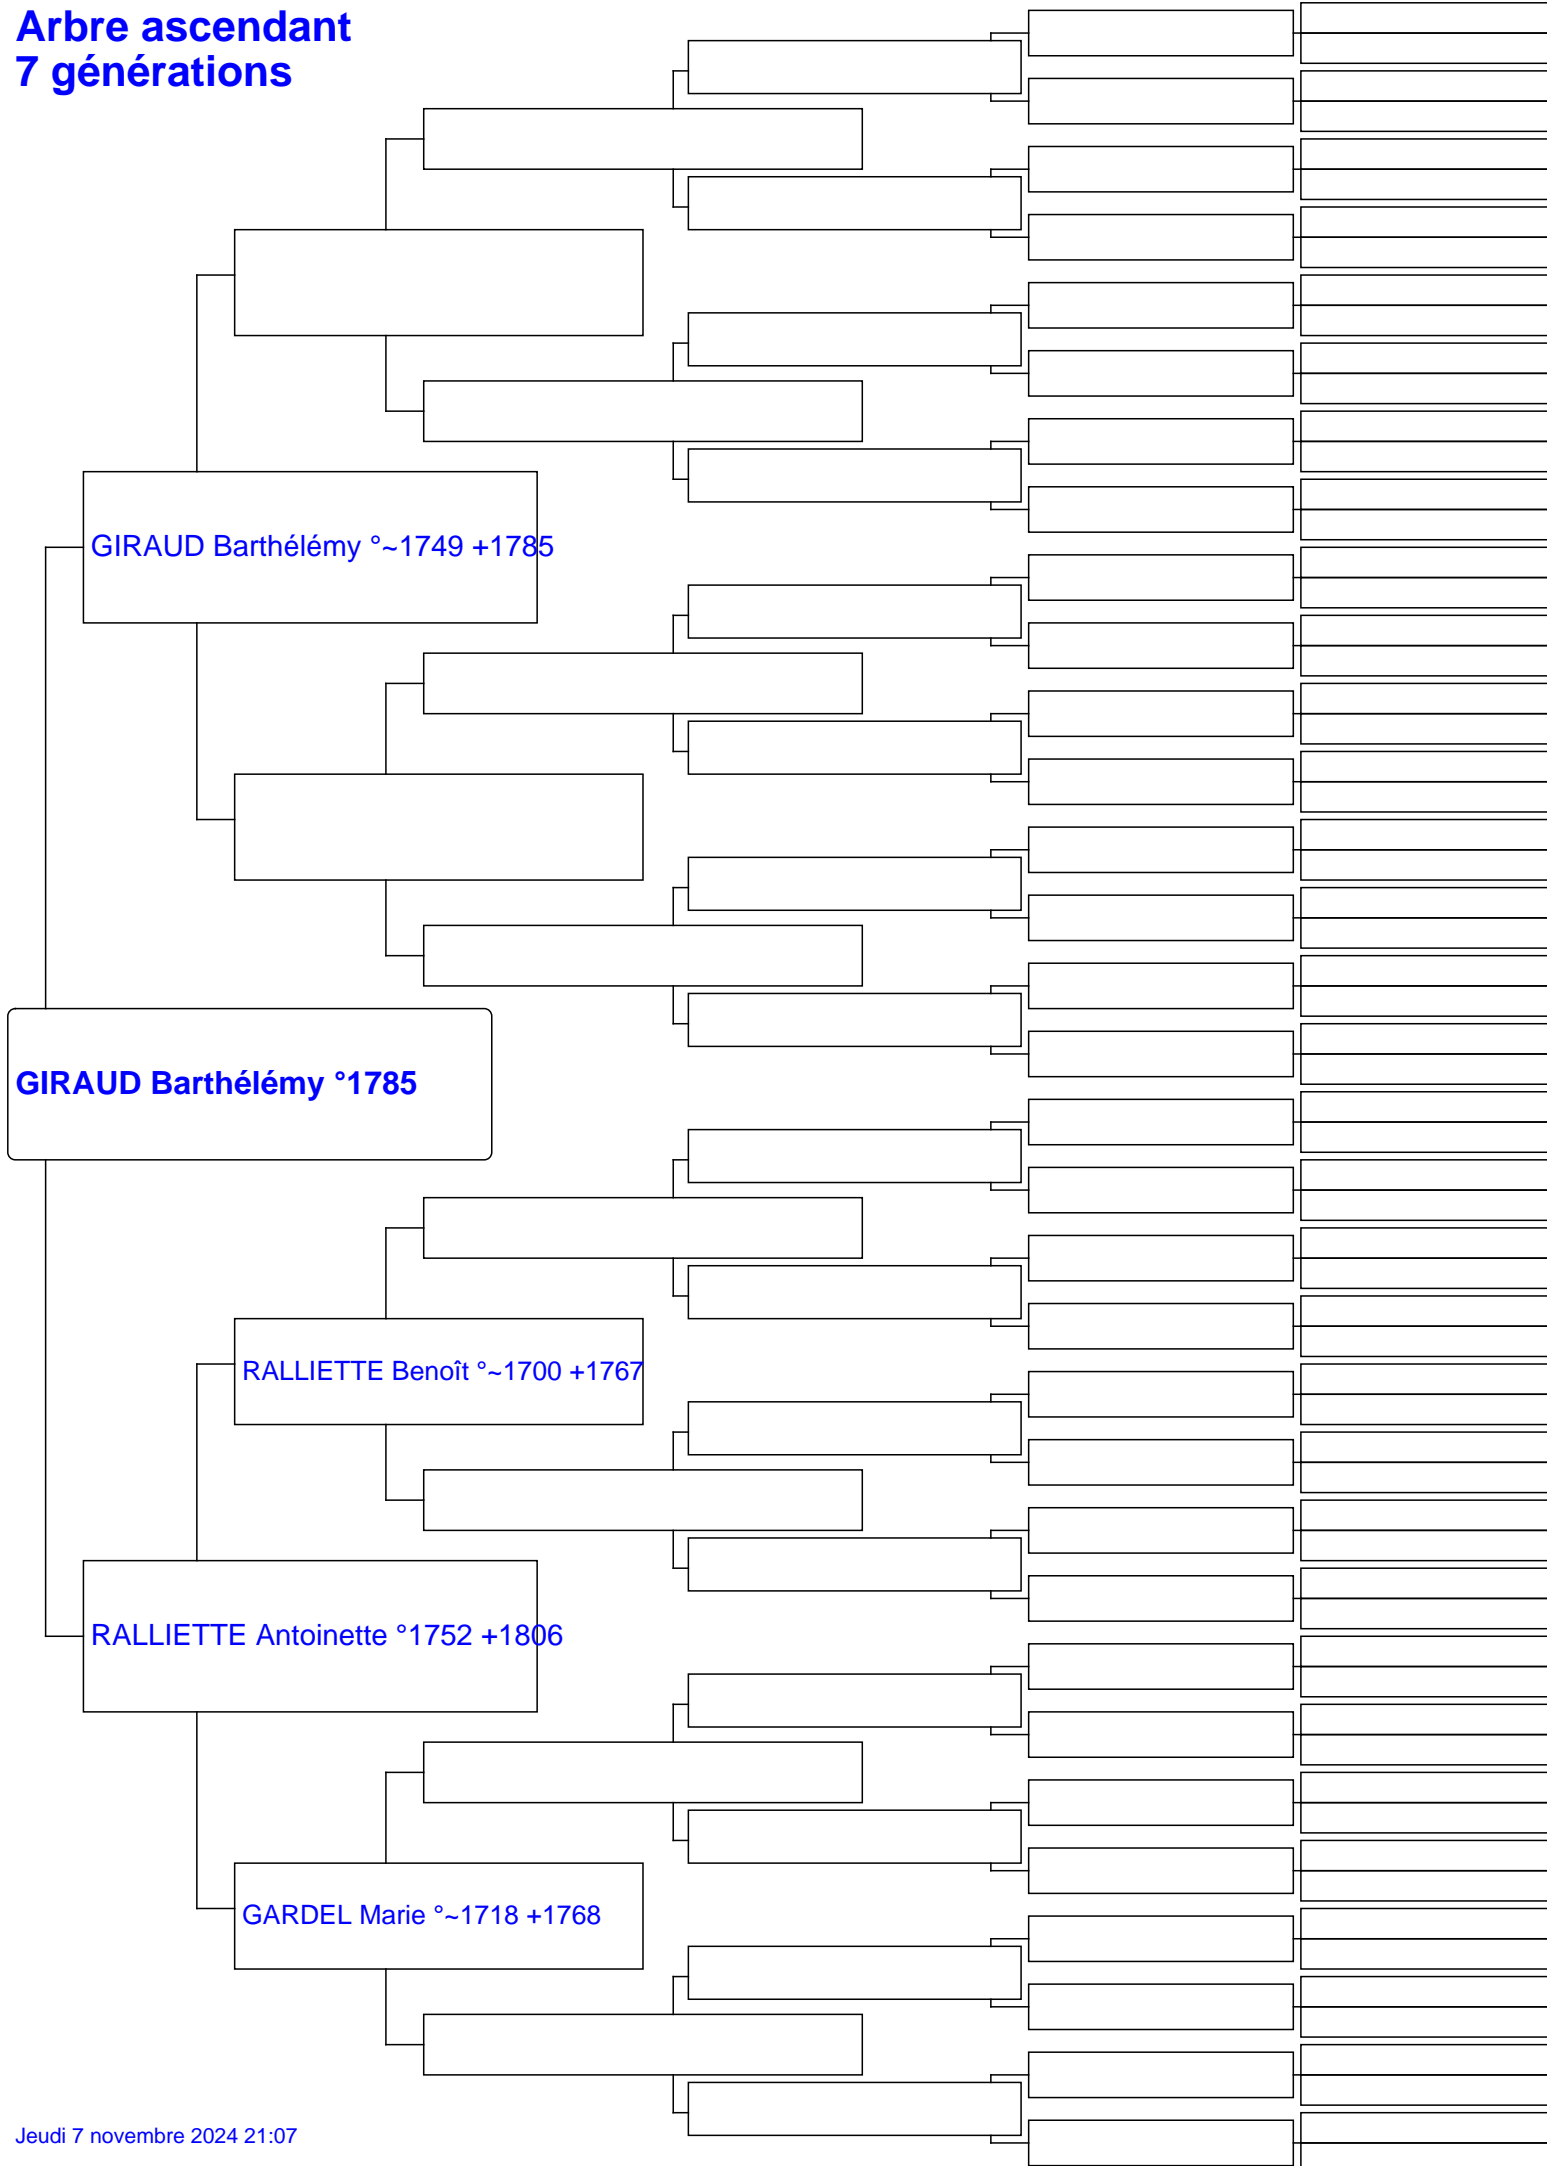 Arbre ascendant
7 générations
GIRAUD Barthélémy °~1749 +1785
GIRAUD Barthélémy °1785
RALLIETTE Benoît °~1700 +1767
RALLIETTE Antoinette °1752 +1806
GARDEL Marie °~1718 +1768
Jeudi 7 novembre 2024 21:07